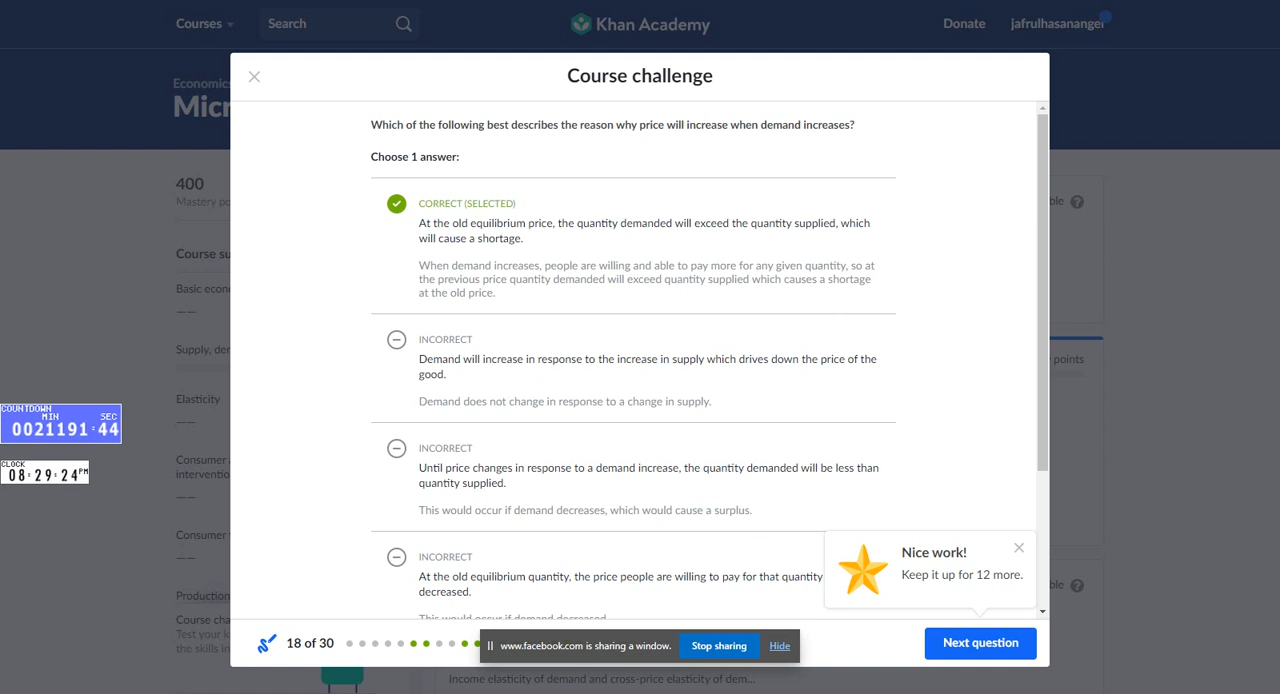 Courses
Search
Khan Academy
Donate
jafrulhasananger
Economics
Micr
Course challenge
400
Mastery po
Course su
Basic econ
Supply, de
Elasticity
Consumer a
interventio
Consumer
Production
Course cha
Test your k
the skills in
ble
points
ble
Which of the following best describes the reason why price will increase when demand increases?
Choose 1 answer:
CORRECT (SELECTED)
At the old equilibrium price, the quantity demanded will exceed the quantity supplied, which
will cause a shortage.
When demand increases, people are willing and able to pay more for any given quantity, so at
the previous price quantity demanded will exceed quantity supplied which causes a shortage
at the old price.
INCORRECT
Demand will increase in response to the increase in supply which drives down the price of the
good.
Demand does not change in response to a change in supply.
INCORRECT
Until price changes in response to a demand increase, the quantity demanded will be less than
quantity supplied.
This would occur if demand decreases, which would cause a surplus.
INCORRECT
At the old equilibrium quantity, the price people are willing to pay for that quantity
decreased.
This would occur if demand decreased.
Nice work!
Keep it up for 12 more.
COUNTDOWN
MIN SEC
0021191:44
CLOCK
08:29:24PM
18 of 30
www.facebook.com is sharing a window.
Stop sharing
Hide
Next question
Income elasticity of demand and cross-price elasticity of dem...